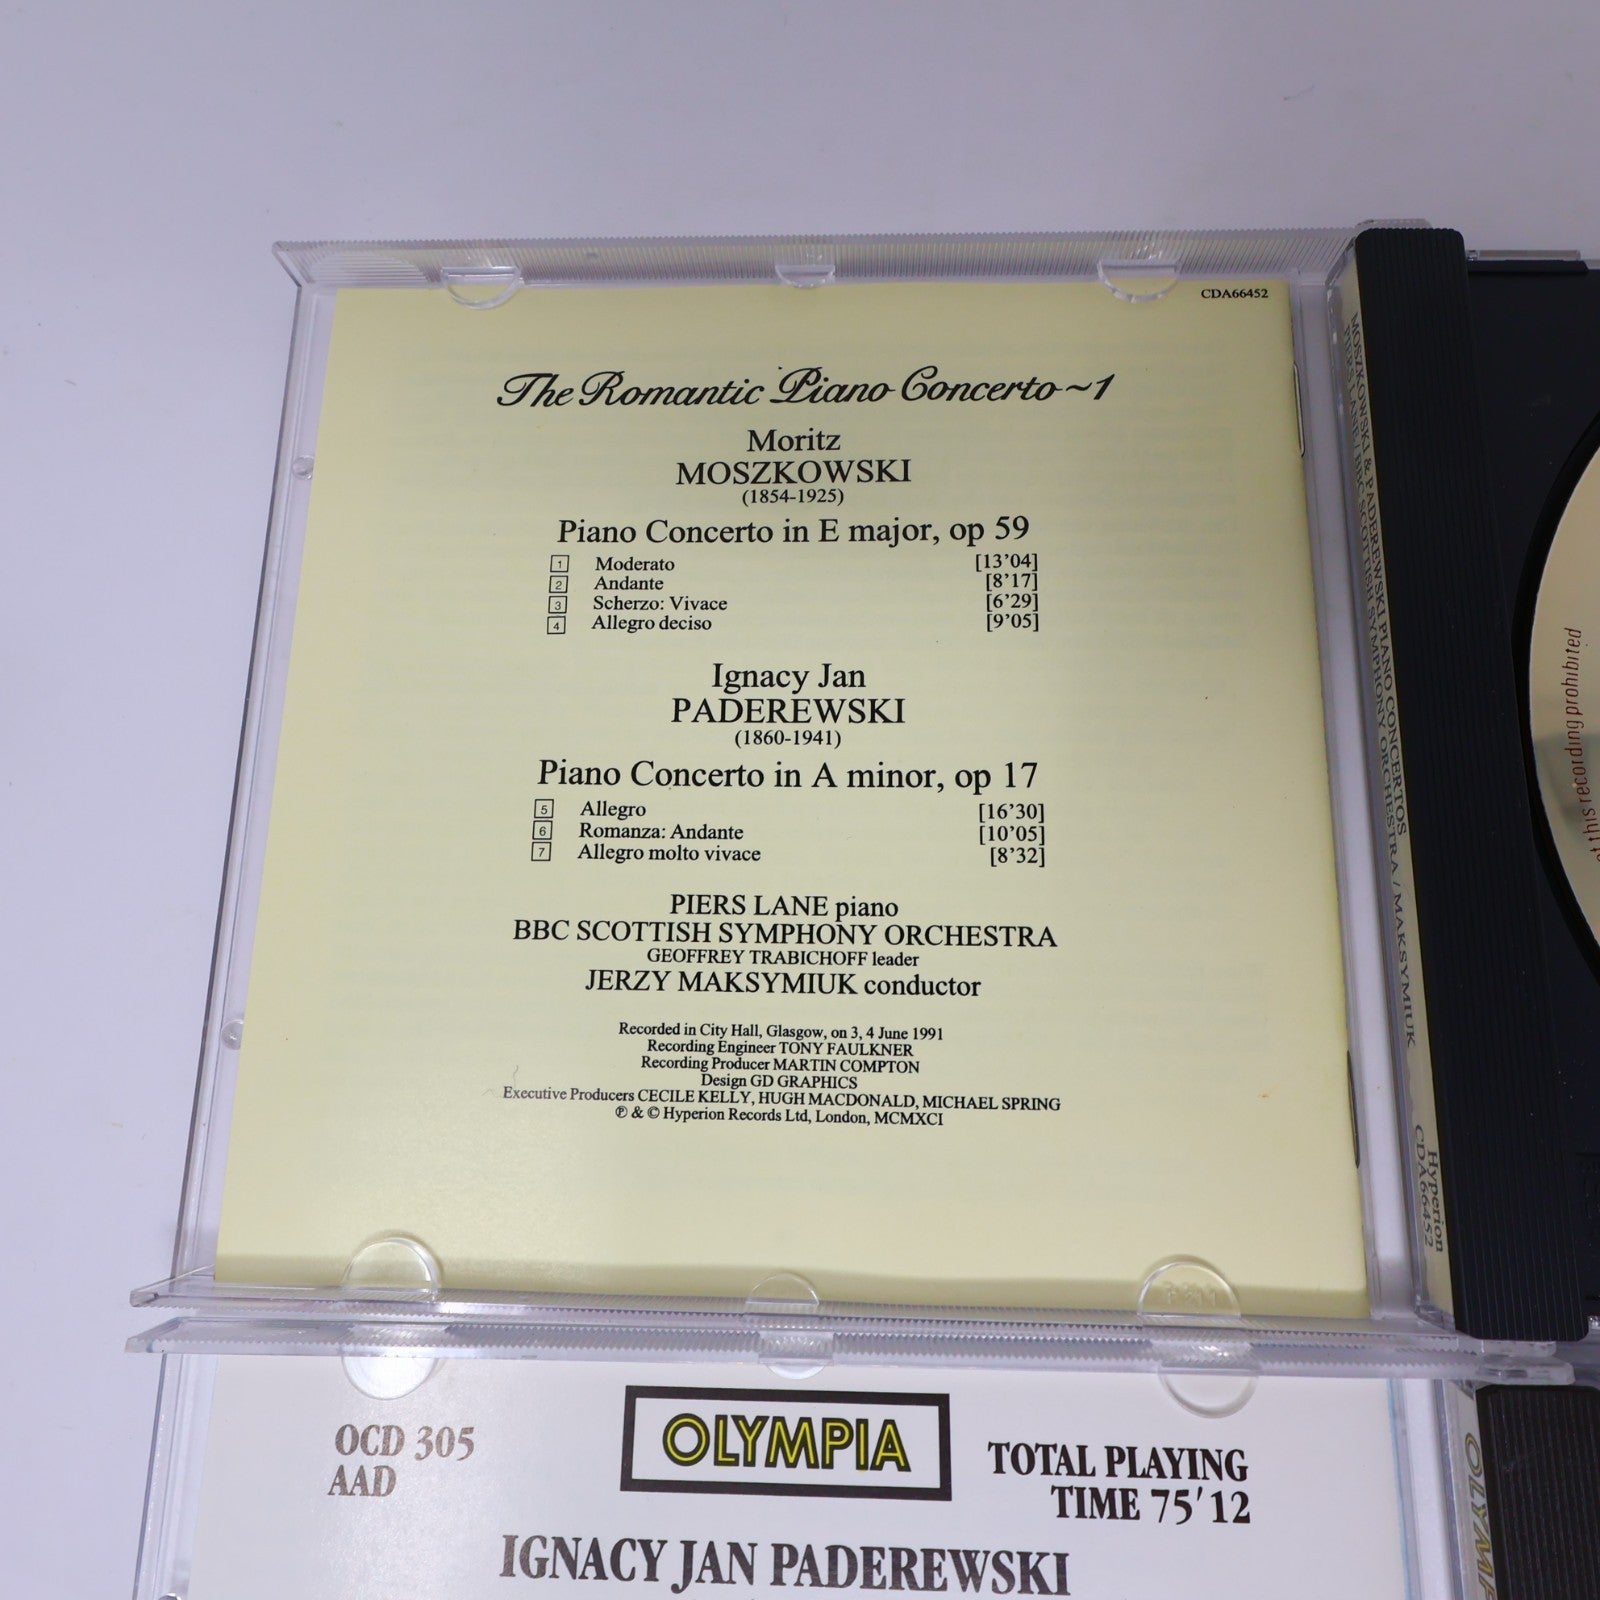 CDA66452
The Romantic Piano Concerto~1
Moritz
MOSZKOWSKI
(1854-1925)
Piano Concerto in E major, op 59
1 Moderato [13'04]
2 Andante [8'17]
3 Scherzo: Vivace [6'29]
4 Allegro deciso [9'05]
Ignacy Jan
PADEREWSKI
(1860-1941)
Piano Concerto in A minor, op 17
5 Allegro [16'30]
6 Romanza: Andante [10'05]
7 Allegro molto vivace [8'32]
PIERS LANE piano
BBC SCOTTISH SYMPHONY ORCHESTRA
GEOFFREY TRABICHOFF leader
JERZY MAKSYMIUK conductor
Recorded in City Hall, Glasgow, on 3, 4 June 1991
Recording Engineer TONY FAULKNER
Recording Producer MARTIN COMPTON
Design GD GRAPHICS
Executive Producers CECILE KELLY, HUGH MACDONALD, MICHAEL SPRING
℗ & © Hyperion Records Ltd, London, MCMXCI
MOSZKOWSKI & PADEREWSKI PIANO CONCERTOS
PIERS LANE / BBC SCOTTISH SYMPHONY ORCHESTRA / MAKSYMIUK
Hyperion
CDA66452
this recording prohibited
OCD 305
AAD
OLYMPIA
TOTAL PLAYING
TIME 75'12
IGNACY JAN PADEREWSKI